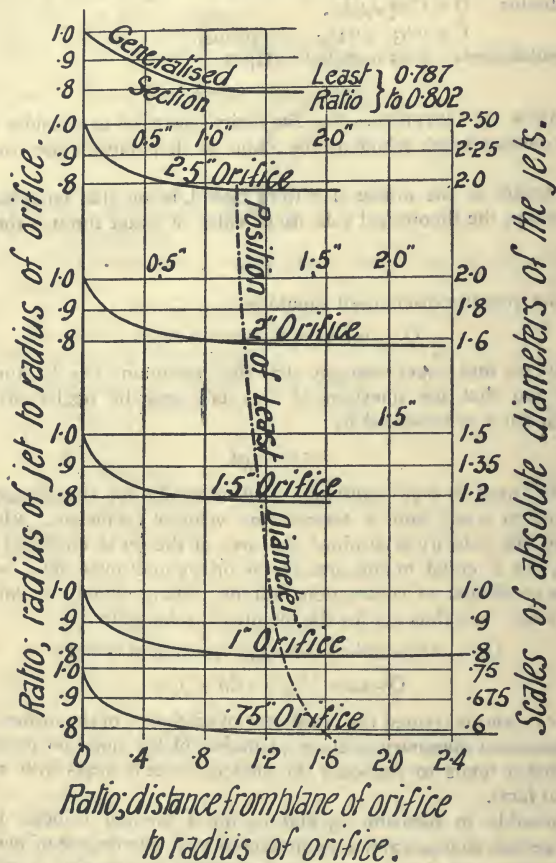 1.0
.9
.8
Generalised
Section
Least } 0.787
Ratio } to 0.802
1.0
.9
.8
0.5" 1.0" 2.0"
2.50
2.25
2.0
2.5" Orifice
0.5" 1.5" 2.0"
1.0
.9
.8
2.0
1.8
1.6
2" Orifice
1.5"
1.0
.9
.8
1.5
1.35
1.2
1.5" Orifice
1.0
.9
.8
1.0
.9
.8
1" Orifice
1.0
.9
.8
.75
.675
.6
.75" Orifice
Position of Least Diameter
0 .4 .8 1.2 1.6 2.0 2.4
Ratio; distance from plane of orifice
to radius of orifice.
Ratio; radius of jet to radius of orifice
Scales of absolute diameters of the jets.